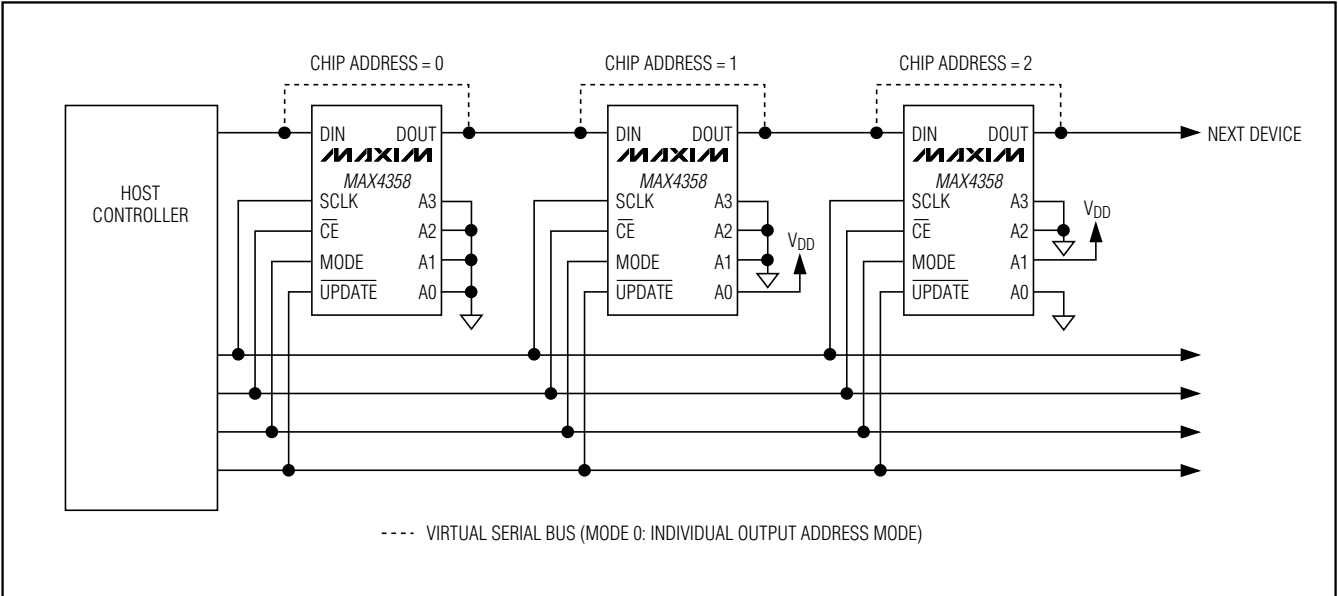 CHIP ADDRESS = 0
CHIP ADDRESS = 1
CHIP ADDRESS = 2
HOST
CONTROLLER
DIN DOUT
MAXIM
MAX4358
SCLK A3
CE A2
MODE A1
UPDATE A0
DIN DOUT
MAXIM
MAX4358
SCLK A3
CE A2
MODE A1
UPDATE A0
VDD
DIN DOUT
MAXIM
MAX4358
SCLK A3
CE A2
MODE A1
UPDATE A0
VDD
NEXT DEVICE
---- VIRTUAL SERIAL BUS (MODE 0: INDIVIDUAL OUTPUT ADDRESS MODE)